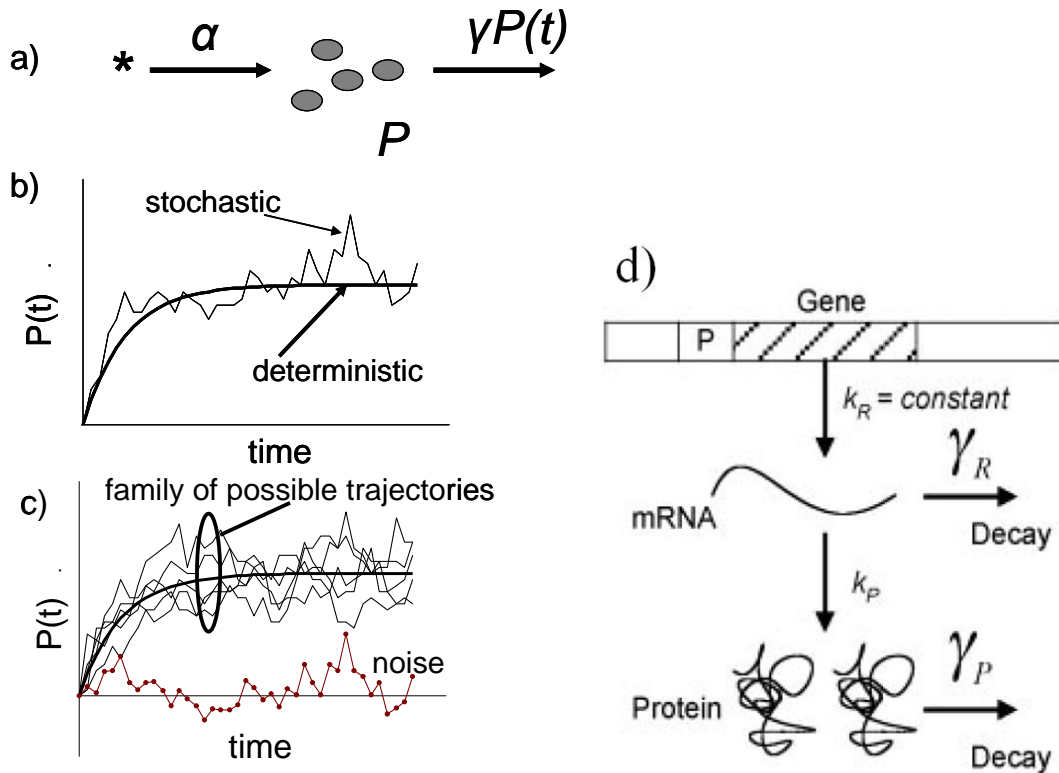 a)
* α γP(t)
P
b)
stochastic
P(t)
deterministic
time
c)
family of possible trajectories
P(t)
noise
time
d)
Gene
P
k_R = constant
mRNA
γ_R
Decay
k_P
Protein
γ_P
Decay